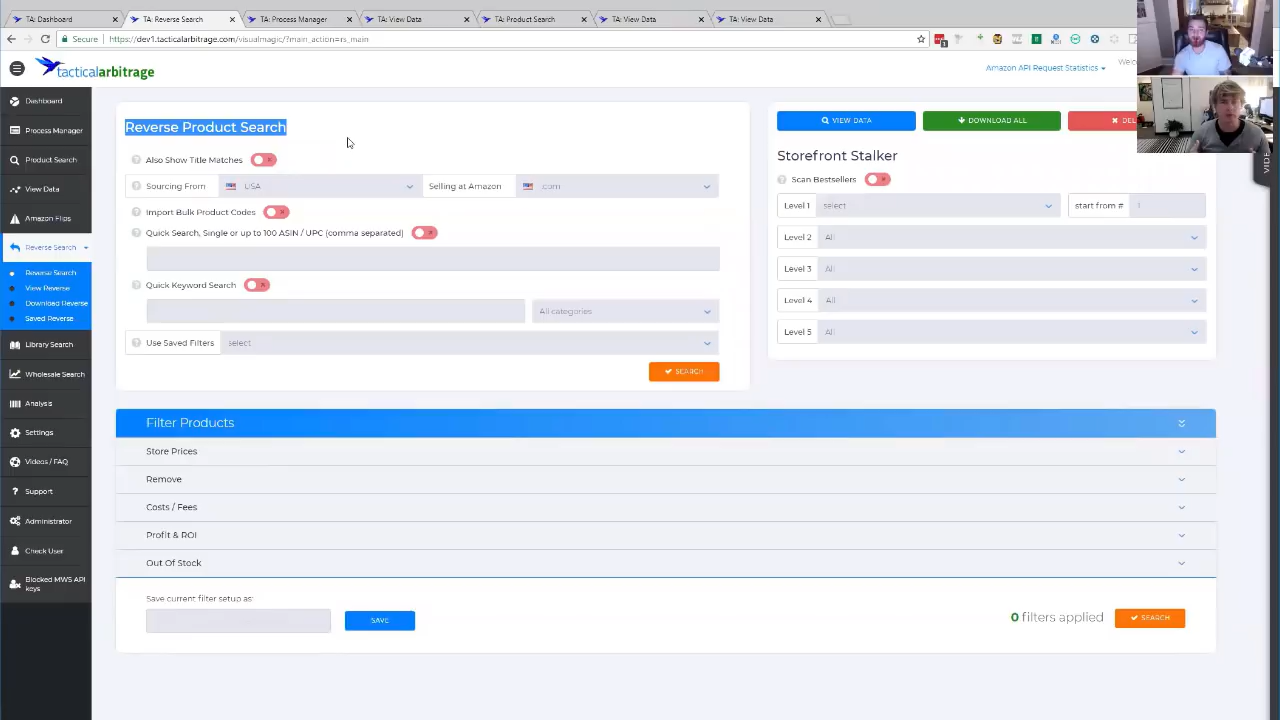 TA: Dashboard
TA: Reverse Search
TA: Process Manager
TA: View Data
TA: Product Search
TA: View Data
TA: View Data
Secure
https://dev1.tacticalarbitrage.com/visualmagic/?main_action=rs_main
tacticalarbitrage
Amazon API Request Statistics
Dashboard
Process Manager
Product Search
View Data
Amazon Flips
Reverse Search
Reverse Search
View Reverse
Download Reverse
Saved Reverse
Library Search
Wholesale Search
Analysis
Settings
Videos / FAQ
Support
Administrator
Check User
Blocked MWS API
keys
Reverse Product Search
Also Show Title Matches
Sourcing From USA Selling at Amazon .com
Import Bulk Product Codes
Quick Search, Single or up to 100 ASIN / UPC (comma separated)
Quick Keyword Search
All categories
Use Saved Filters select
SEARCH
VIEW DATA
DOWNLOAD ALL
Storefront Stalker
Scan Bestsellers
Level 1 select start from # 1
Level 2 All
Level 3 All
Level 4 All
Level 5 All
Filter Products
Store Prices
Remove
Costs / Fees
Profit & ROI
Out Of Stock
Save current filter setup as:
SAVE
0 filters applied
SEARCH